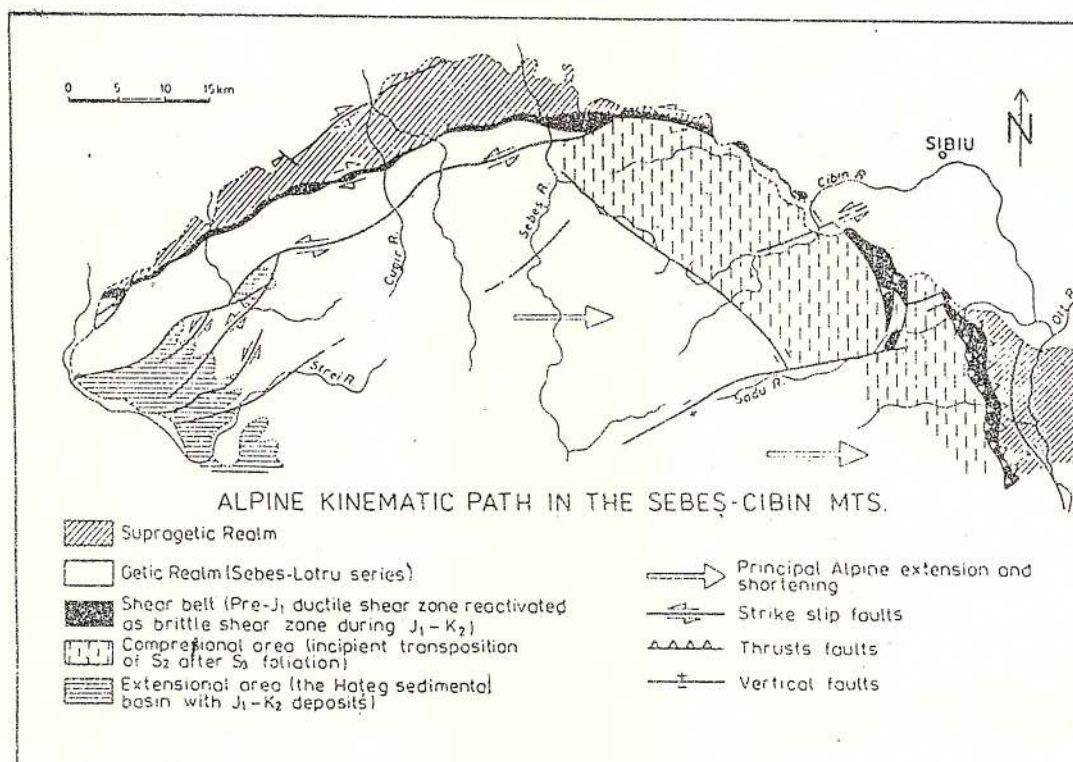 0 5 10 15 km
N
SIBIU
Cibin R.
Sebeș R.
Cugir R.
Olt R.
Strei R.
Sadu R.
ALPINE KINEMATIC PATH IN THE SEBEȘ-CIBIN MTS.
Supragetic Realm
Getic Realm (Sebes-Lotru series)
Shear belt (Pre-J₁ ductile shear zone reactivated
as brittle shear zone during J₁-K₂)
Compresional area (incipient transposition
of S₂ after S₃ foliation)
Extensional area (the Hateg sedimental
basin with J₁-K₂ deposits)
Principal Alpine extension and
shortening
Strike slip faults
Thrusts faults
Vertical faults